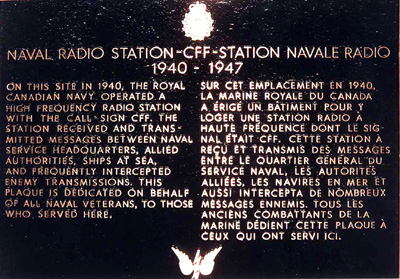 NAVAL RADIO STATION-CFF-STATION NAVALE RADIO
1940 - 1947
ON THIS SITE IN 1940, THE ROYAL
CANADIAN NAVY OPERATED A
HIGH FREQUENCY RADIO STATION
WITH THE CALL SIGN CFF. THE
STATION RECEIVED AND TRANS-
MITTED MESSAGES BETWEEN NAVAL
SERVICE HEADQUARTERS, ALLIED
AUTHORITIES, SHIPS AT SEA,
AND FREQUENTLY INTERCEPTED
ENEMY TRANSMISSIONS. THIS
PLAQUE IS DEDICATED ON BEHALF
OF ALL NAVAL VETERANS, TO THOSE
WHO SERVED HERE.
SUR CET EMPLACEMENT EN 1940,
LA MARINE ROYALE DU CANADA
A ÉRIGÉ UN BÂTIMENT POUR Y
LOGER UNE STATION RADIO À
HAUTE FRÉQUENCE DONT LE SIG-
NAL ÉTAIT CFF. CETTE STATION A
REÇU ET TRANSMIS DES MESSAGES
ENTRE LE QUARTIER GÉNÉRAL DU
SERVICE NAVAL, LES AUTORITÉS
ALLIÉES, LES NAVIRES EN MER ET
AUSSI INTERCEPTA DE NOMBREUX
MESSAGES ENNEMIS. TOUS LES
ANCIENS COMBATTANTS DE LA
MARINE DÉDIENT CETTE PLAQUE À
CEUX QUI ONT SERVI ICI.